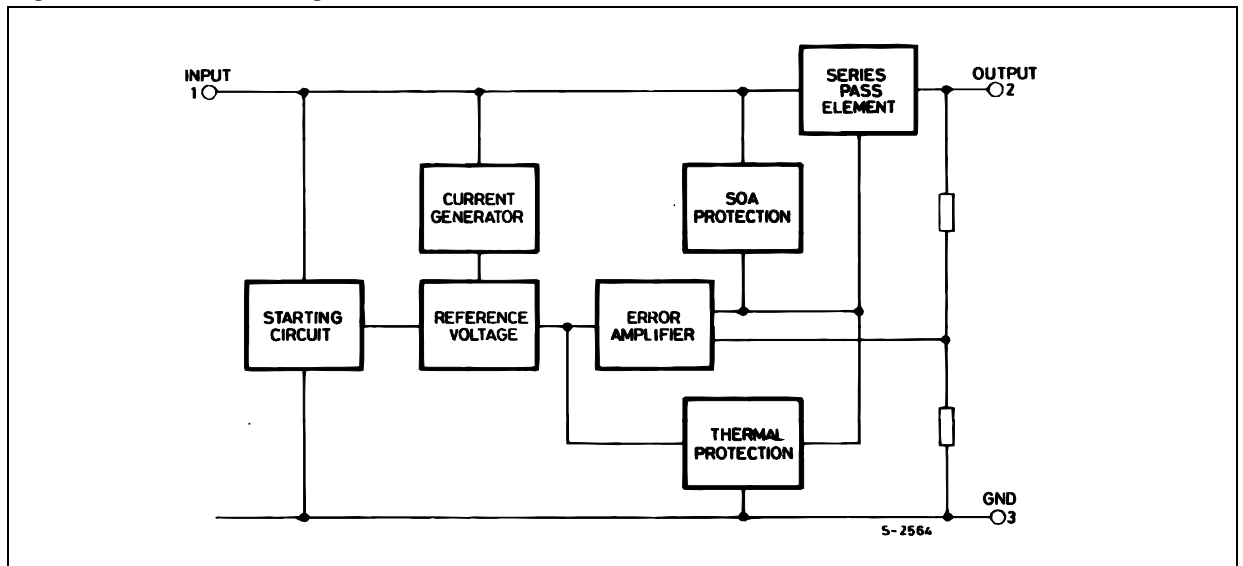 INPUT
1
SERIES
PASS
ELEMENT
OUTPUT
2
CURRENT
GENERATOR
SOA
PROTECTION
STARTING
CIRCUIT
REFERENCE
VOLTAGE
ERROR
AMPLIFIER
THERMAL
PROTECTION
GND
3
S-2564